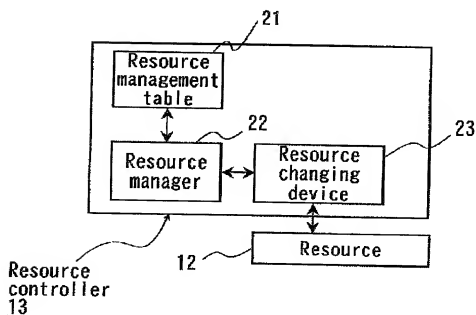 21
Resource
management
table
22
23
Resource
manager
Resource
changing
device
12
Resource
Resource
controller
13